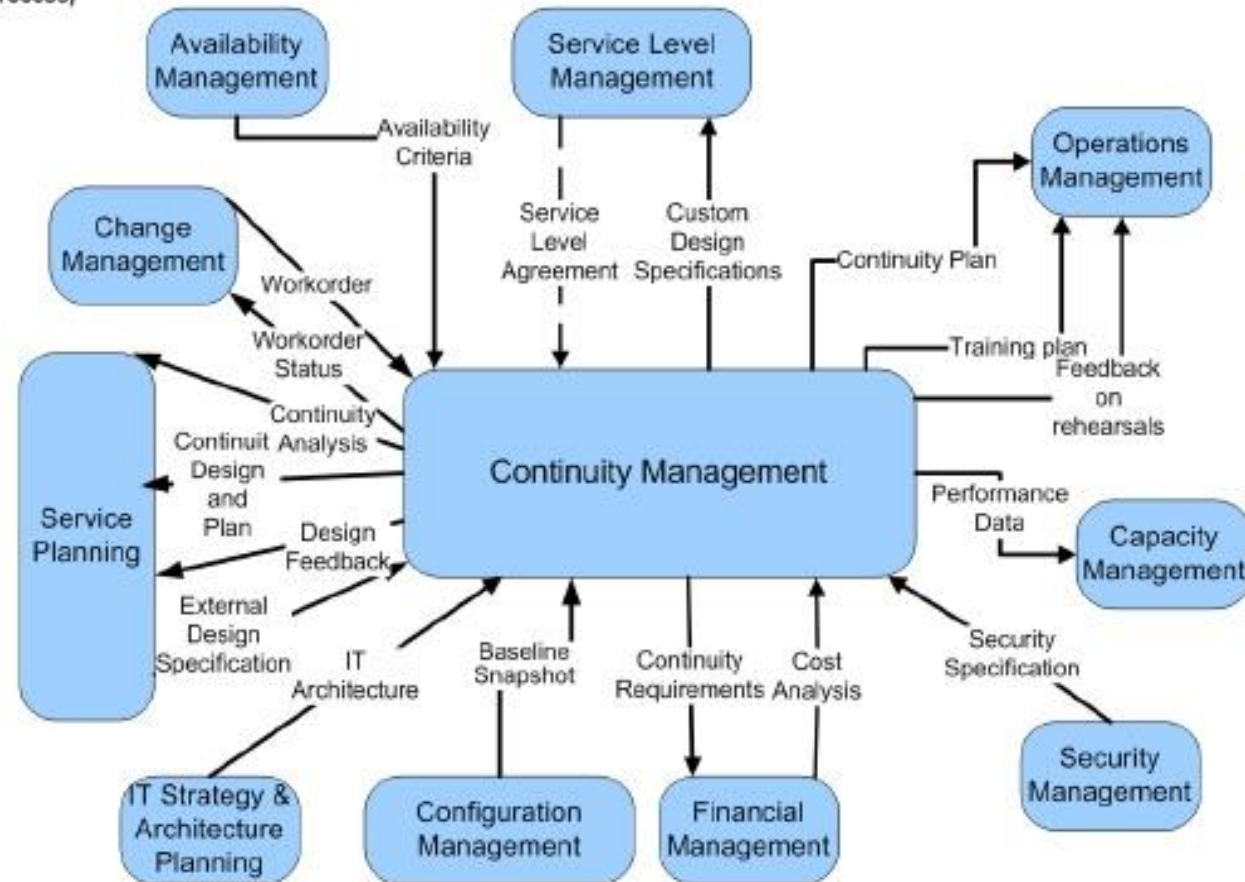 Availability
Management
Service Level
Management
Operations
Management
Availability
Criteria
Change
Management
Service
Level
Agreement
Custom
Design
Specifications
Continuity Plan
Workorder
Workorder
Status
Training plan
Feedback
on
rehearsals
Continuity
Analysis
Continuit
Design
and
Plan
Continuity Management
Service
Planning
Performance
Data
Capacity
Management
Design
Feedback
External
Design
Specification
IT
Architecture
Baseline
Snapshot
Continuity
Requirements
Cost
Analysis
Security
Specification
Security
Management
IT Strategy &
Architecture
Planning
Configuration
Management
Financial
Management